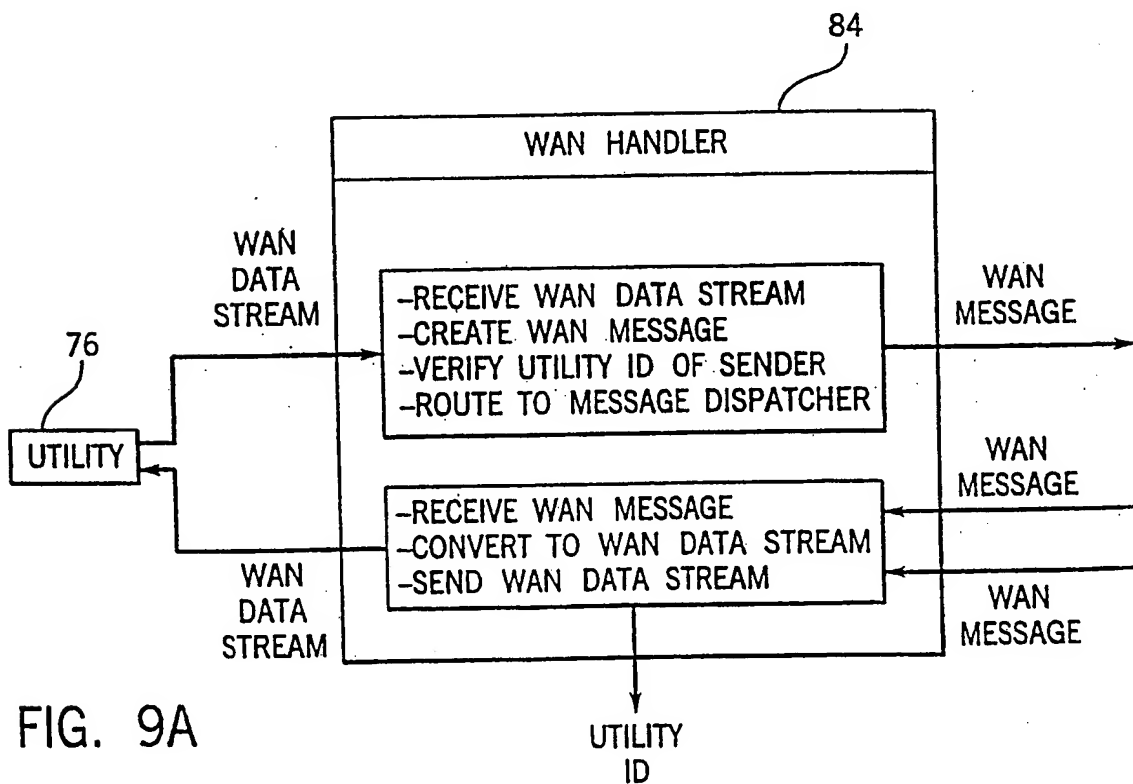 84
WAN HANDLER
WAN
DATA
STREAM
-RECEIVE WAN DATA STREAM
-CREATE WAN MESSAGE
-VERIFY UTILITY ID OF SENDER
-ROUTE TO MESSAGE DISPATCHER
WAN
MESSAGE
76
UTILITY
-RECEIVE WAN MESSAGE
-CONVERT TO WAN DATA STREAM
-SEND WAN DATA STREAM
WAN
MESSAGE
WAN
DATA
STREAM
WAN
MESSAGE
UTILITY
ID
FIG. 9A